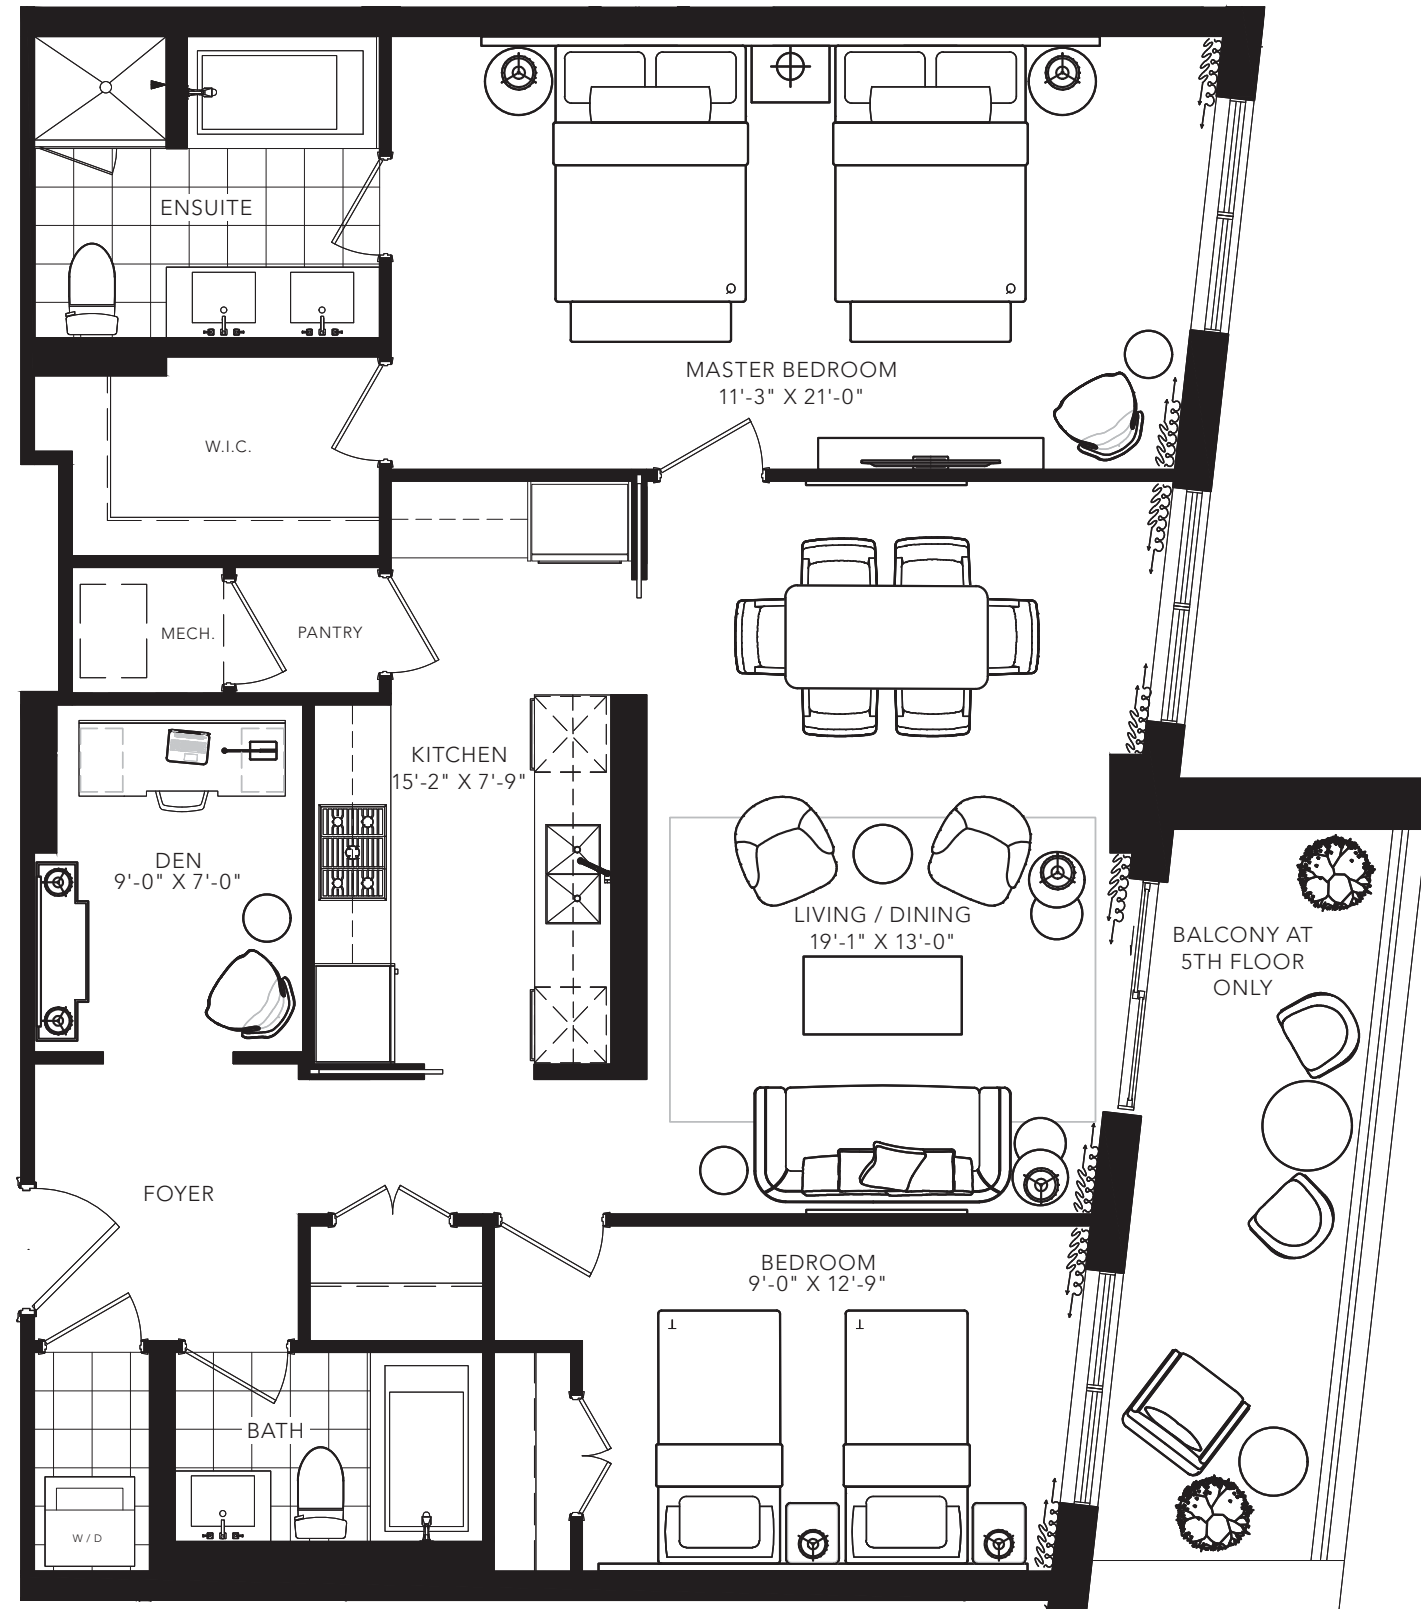 ENSUITE
MASTER BEDROOM
11'-3" X 21'-0"
W.I.C.
MECH.
PANTRY
KITCHEN
15'-2" X 7'-9"
DEN
9'-0" X 7'-0"
LIVING / DINING
19'-1" X 13'-0"
BALCONY AT
5TH FLOOR
ONLY
FOYER
BEDROOM
9'-0" X 12'-9"
BATH
W/D